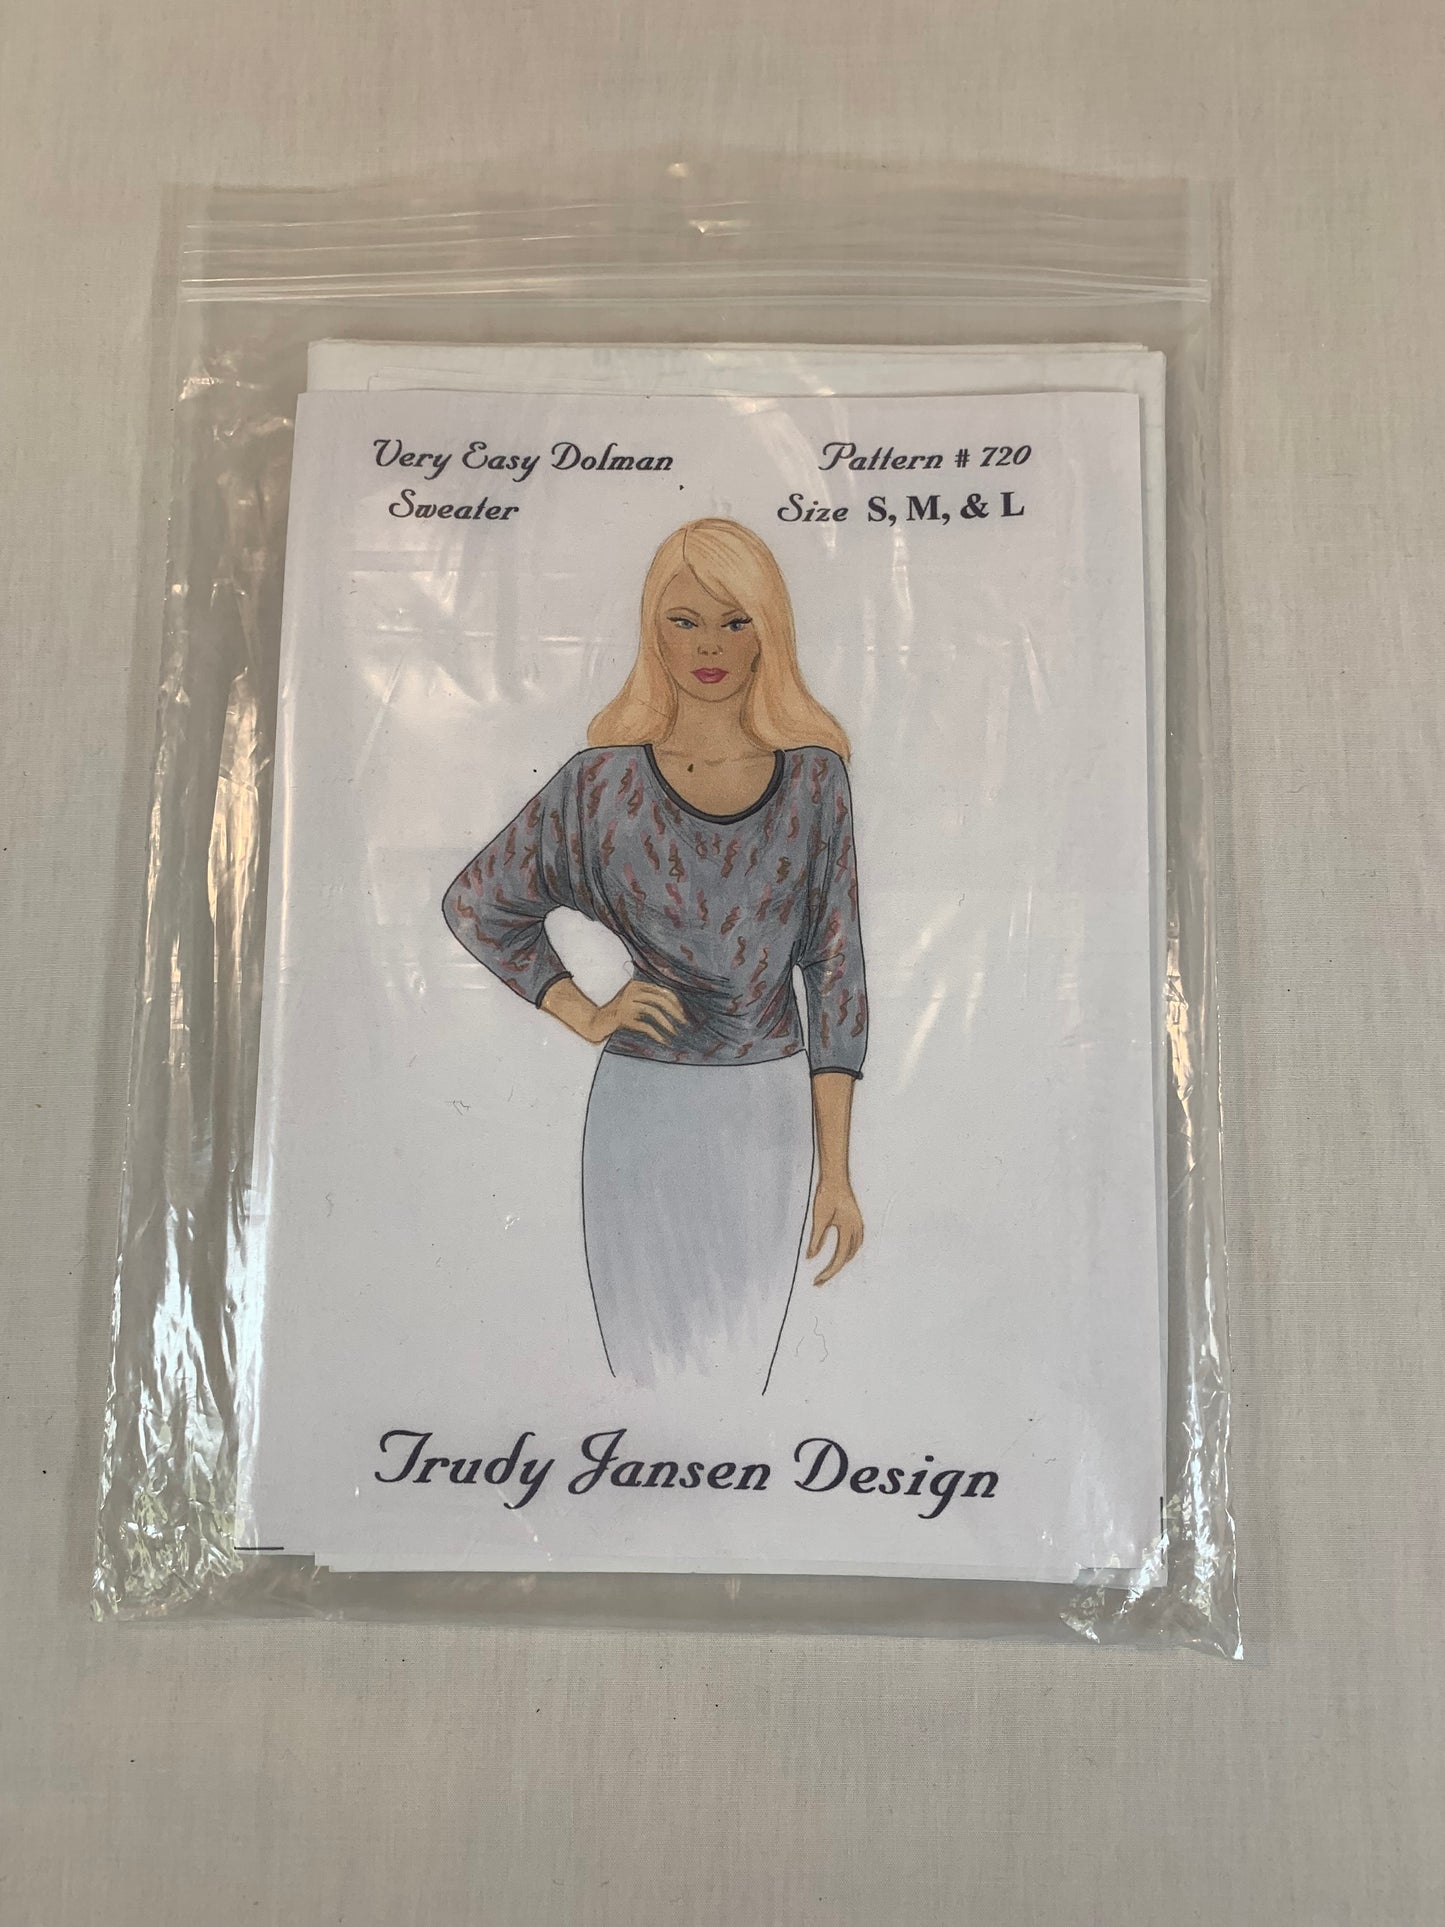 Very Easy Dolman
Sweater
Pattern # 720
Size S, M, & L
Trudy Jansen Design